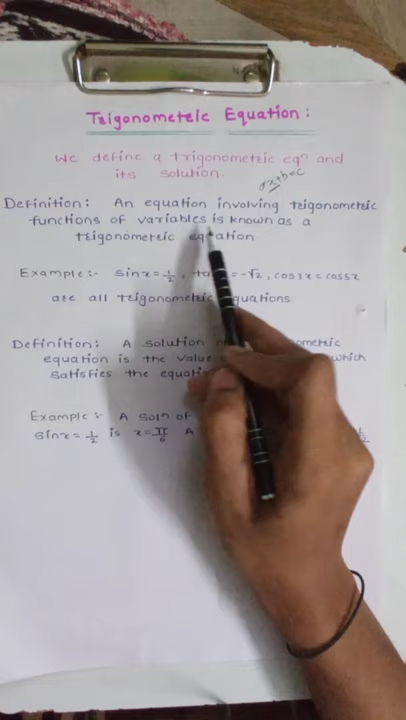 Trigonometric Equation:
We define a trigonometric eqⁿ and
its solution.
ax+b=c
Definition: An equation involving trigonometric
functions of variables is known as a
trigonometric equation
Example:- sinx = 1/2, = -√2, cos3x = cos5x
are all trigonometric equations
Definition: A solution
equation is the value which
satisfies the
Example:- A solⁿ of
sinx = 1/2 is x = π/6 A